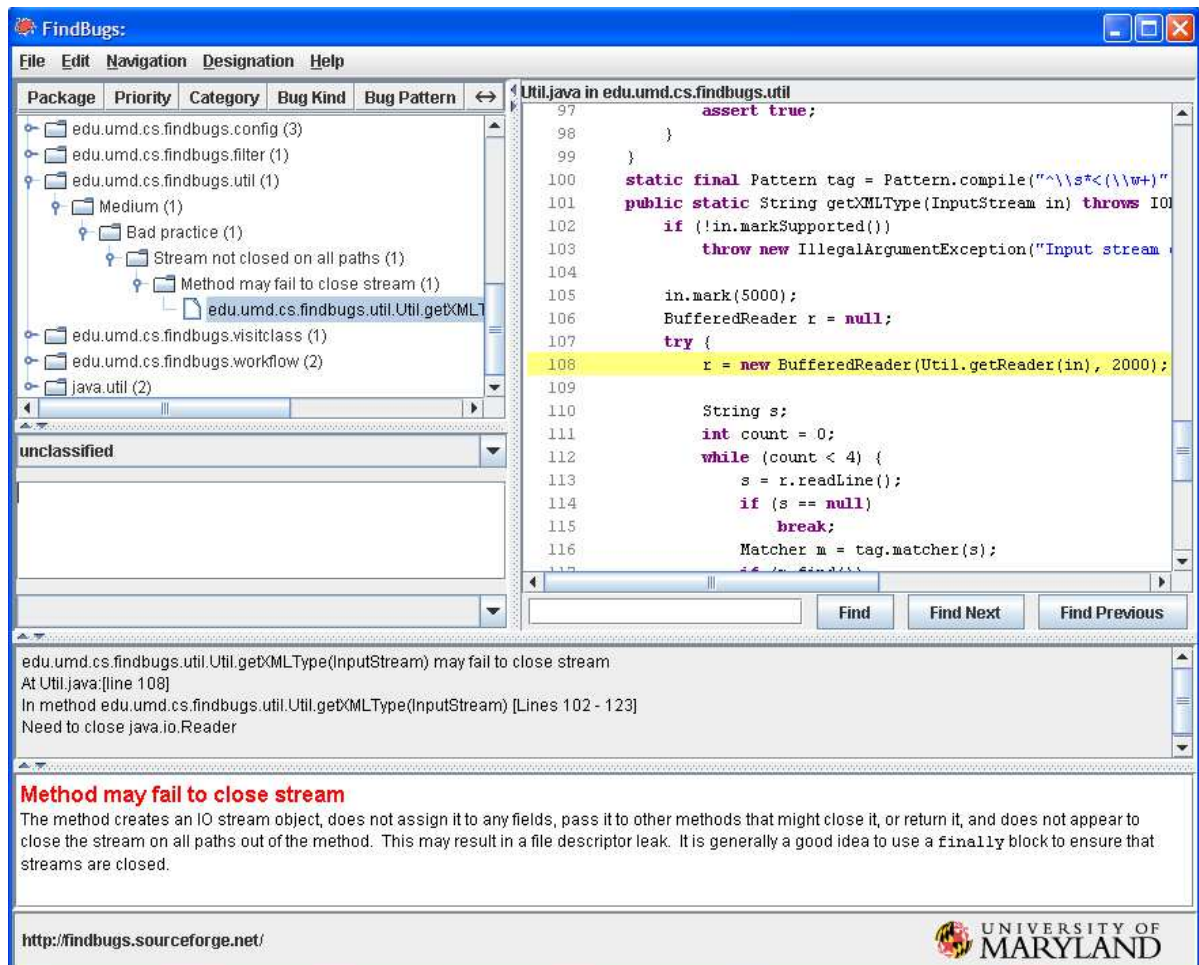 FindBugs:
File Edit Navigation Designation Help
Package Priority Category Bug Kind Bug Pattern ↔
edu.umd.cs.findbugs.config (3)
edu.umd.cs.findbugs.filter (1)
edu.umd.cs.findbugs.util (1)
Medium (1)
Bad practice (1)
Stream not closed on all paths (1)
Method may fail to close stream (1)
edu.umd.cs.findbugs.util.Util.getXMLT
edu.umd.cs.findbugs.visitclass (1)
edu.umd.cs.findbugs.workflow (2)
java.util (2)
unclassified
Util.java in edu.umd.cs.findbugs.util
97 assert true;
98 }
99 }
100 static final Pattern tag = Pattern.compile("^\\s*<(\\w+)"
101 public static String getXMLType(InputStream in) throws IO
102 if (!in.markSupported())
103 throw new IllegalArgumentException("Input stream
104
105 in.mark(5000);
106 BufferedReader r = null;
107 try {
108 r = new BufferedReader(Util.getReader(in), 2000);
109
110 String s;
111 int count = 0;
112 while (count < 4) {
113 s = r.readLine();
114 if (s == null)
115 break;
116 Matcher m = tag.matcher(s);
Find Find Next Find Previous
edu.umd.cs.findbugs.util.Util.getXMLType(InputStream) may fail to close stream
At Util.java:[line 108]
In method edu.umd.cs.findbugs.util.Util.getXMLType(InputStream) [Lines 102 - 123]
Need to close java.io.Reader
Method may fail to close stream
The method creates an IO stream object, does not assign it to any fields, pass it to other methods that might close it, or return it, and does not appear to
close the stream on all paths out of the method. This may result in a file descriptor leak. It is generally a good idea to use a finally block to ensure that
streams are closed.
http://findbugs.sourceforge.net/
UNIVERSITY OF
MARYLAND